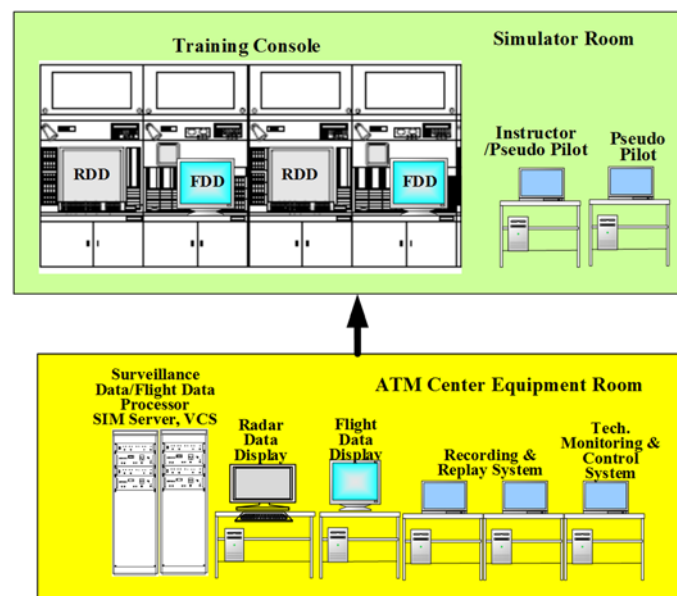 Training Console
Simulator Room
Instructor
/Pseudo Pilot
Pseudo
Pilot
RDD
FDD
RDD
FDD
Surveillance
Data/Flight Data
Processor
SIM Server, VCS
ATM Center Equipment Room
Radar
Data
Display
Flight
Data
Display
Recording &
Replay System
Tech.
Monitoring &
Control
System